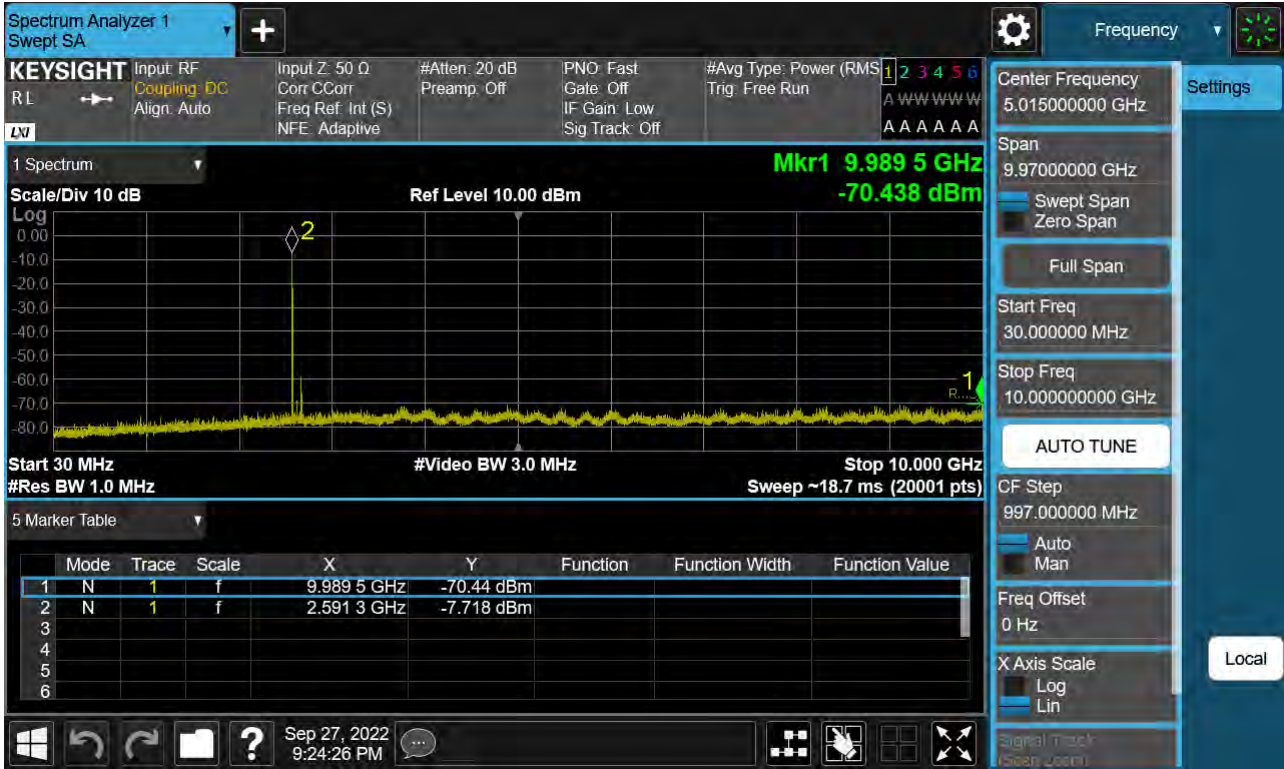 Spectrum Analyzer 1
Swept SA
+
Frequency
KEYSIGHT
RL
LXI
Input: RF
Coupling: DC
Align: Auto
Input Z: 50 Ω
Corr CCorr
Freq Ref: Int (S)
NFE: Adaptive
#Atten: 20 dB
Preamp: Off
PNO: Fast
Gate: Off
IF Gain: Low
Sig Track: Off
#Avg Type: Power (RMS
Trig: Free Run
1 2 3 4 5 6
A W W W W W
A A A A A A
1 Spectrum
Mkr1 9.989 5 GHz
Scale/Div 10 dB
Ref Level 10.00 dBm
-70.438 dBm
Log
0.00
-10.0
-20.0
-30.0
-40.0
-50.0
-60.0
-70.0
-80.0
2
1
Start 30 MHz
#Video BW 3.0 MHz
Stop 10.000 GHz
#Res BW 1.0 MHz
Sweep ~18.7 ms (20001 pts)
5 Marker Table
Mode Trace Scale X Y Function Function Width Function Value
1 N 1 f 9.989 5 GHz -70.44 dBm
2 N 1 f 2.591 3 GHz -7.718 dBm
3
4
5
6
Sep 27, 2022
9:24:26 PM
?
Center Frequency
5.015000000 GHz
Settings
Span
9.97000000 GHz
Swept Span
Zero Span
Full Span
Start Freq
30.000000 MHz
Stop Freq
10.000000000 GHz
AUTO TUNE
CF Step
997.000000 MHz
Auto
Man
Freq Offset
0 Hz
X Axis Scale
Log
Lin
Local
Signal Track
(Span Zoom)